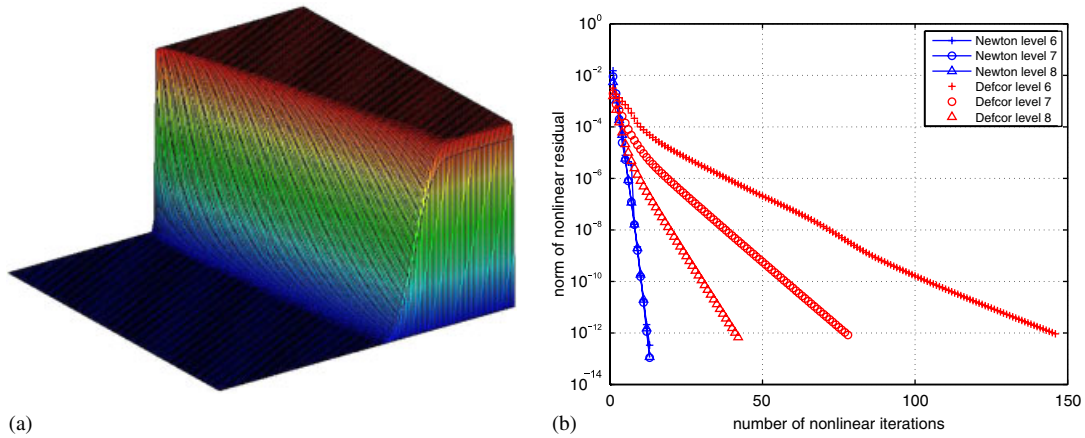 (a)
(b)
norm of nonlinear residual
10^0
10^−2
10^−4
10^−6
10^−8
10^−10
10^−12
10^−14
0
50
100
150
number of nonlinear iterations
Newton level 6
Newton level 7
Newton level 8
Defcor level 6
Defcor level 7
Defcor level 8